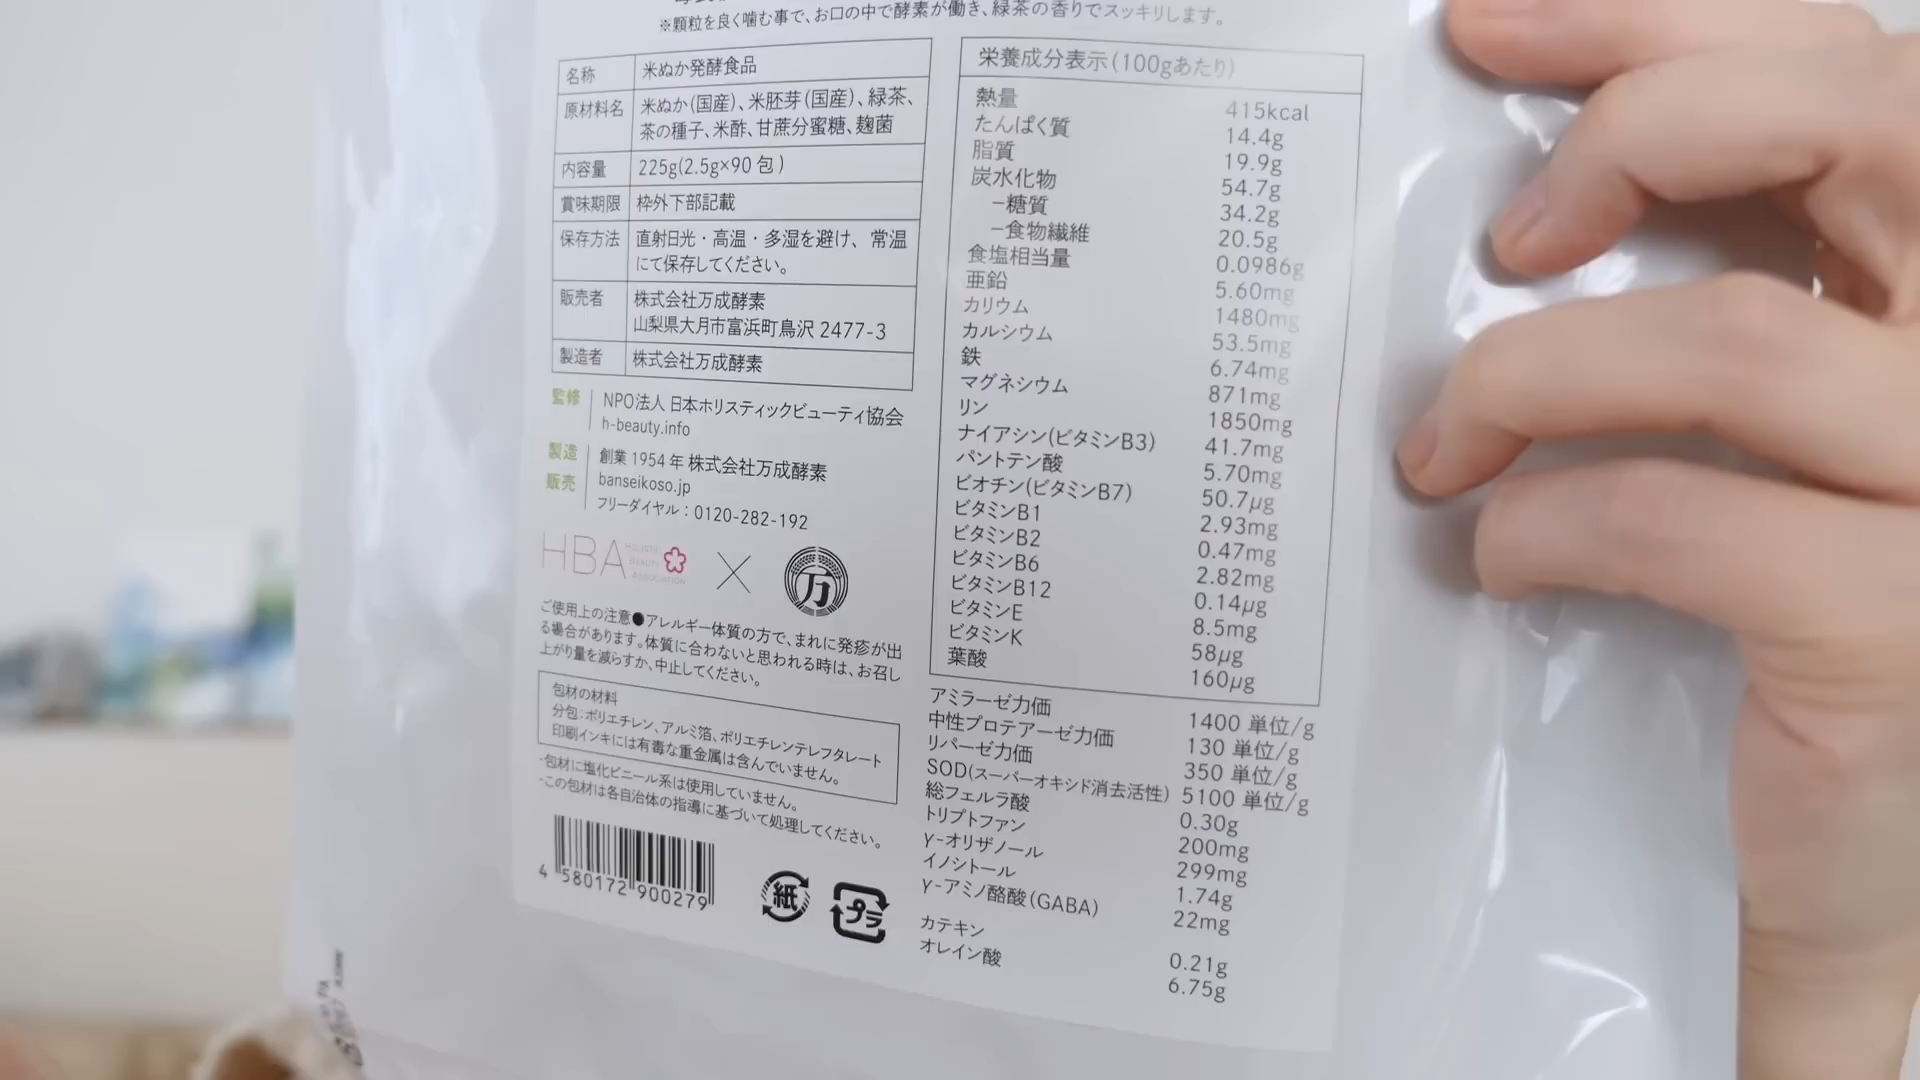 ※顆粒を良く噛む事で、お口の中で酵素が働き、緑茶の香りでスッキリします。
名称 米ぬか発酵食品
原材料名 米ぬか(国産)、米胚芽(国産)、緑茶、
茶の種子、米酢、甘蔗分蜜糖、麹菌
内容量 225g(2.5g×90包)
賞味期限 枠外下部記載
保存方法 直射日光・高温・多湿を避け、常温
にて保存してください。
販売者 株式会社万成酵素
山梨県大月市富浜町鳥沢 2477-3
製造者 株式会社万成酵素
監修 NPO法人 日本ホリスティックビューティ協会
h-beauty.info
製造 創業 1954 年 株式会社万成酵素
販売 banseikoso.jp
フリーダイヤル：0120-282-192
HBA HOLISTIC BEAUTY ASSOCIATION × 万
ご使用上の注意●アレルギー体質の方で、まれに発疹が出
る場合があります。体質に合わないと思われる時は、お召し
上がり量を減らすか、中止してください。
包材の材料
分包：ポリエチレン、アルミ箔、ポリエチレンテレフタレート
印刷インキには有毒な重金属は含んでいません。
・包材に塩化ビニール系は使用していません。
・この包材は各自治体の指導に基づいて処理してください。
4 580172 900279
紙 プラ
栄養成分表示(100gあたり)
熱量 415kcal
たんぱく質 14.4g
脂質 19.9g
炭水化物 54.7g
−糖質 34.2g
−食物繊維 20.5g
食塩相当量 0.0986g
亜鉛 5.60mg
カリウム 1480mg
カルシウム 53.5mg
鉄 6.74mg
マグネシウム 871mg
リン 1850mg
ナイアシン(ビタミンB3) 41.7mg
パントテン酸 5.70mg
ビオチン(ビタミンB7) 50.7μg
ビタミンB1 2.93mg
ビタミンB2 0.47mg
ビタミンB6 2.82mg
ビタミンB12 0.14μg
ビタミンE 8.5mg
ビタミンK 58μg
葉酸 160μg
アミラーゼ力価 1400 単位/g
中性プロテアーゼ力価 130 単位/g
リパーゼ力価 350 単位/g
SOD(スーパーオキシド消去活性) 5100 単位/g
総フェルラ酸 0.30g
トリプトファン 200mg
γ-オリザノール 299mg
イノシトール 1.74g
γ-アミノ酪酸(GABA) 22mg
カテキン 0.21g
オレイン酸 6.75g